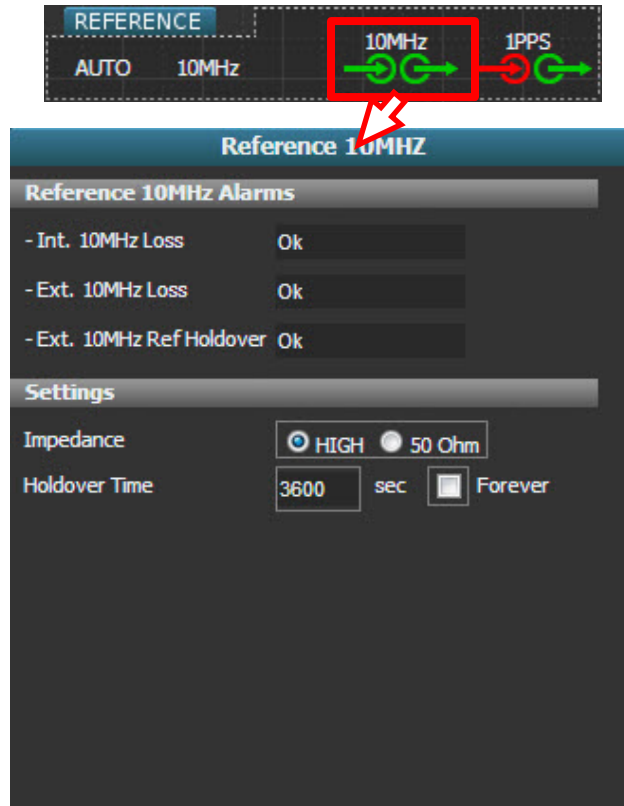 REFERENCE
AUTO 10MHz 10MHz 1PPS
Reference 10MHZ
Reference 10MHz Alarms
- Int. 10MHz Loss Ok
- Ext. 10MHz Loss Ok
- Ext. 10MHz Ref Holdover Ok
Settings
Impedance HIGH 50 Ohm
Holdover Time 3600 sec Forever